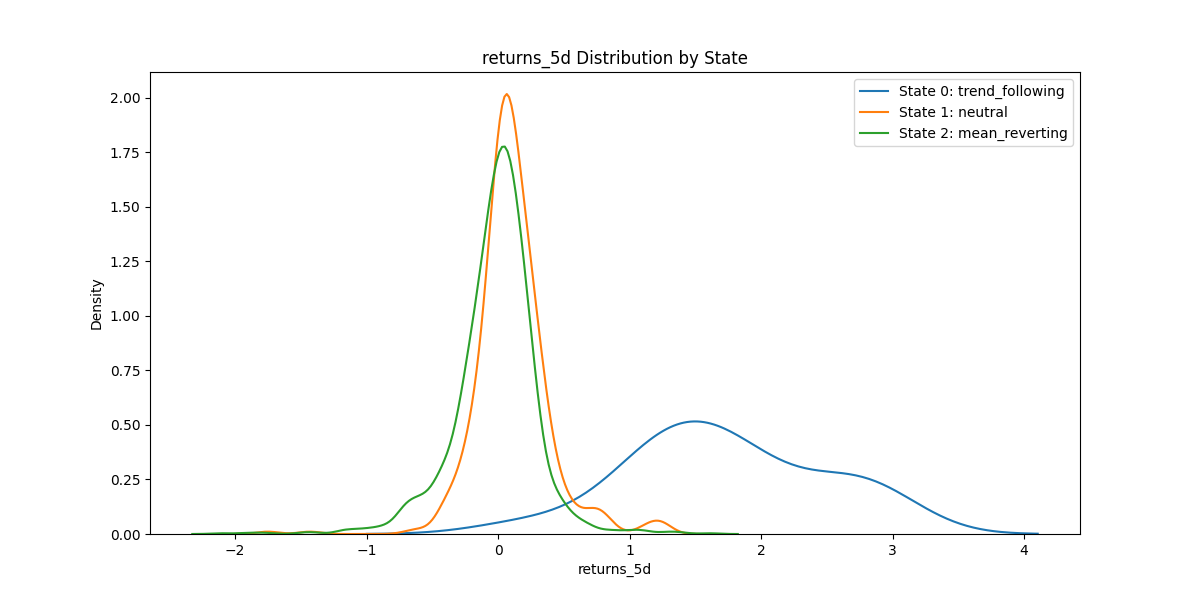 returns_5d Distribution by State
State 0: trend_following
State 1: neutral
State 2: mean_reverting
2.00
1.75
1.50
1.25
1.00
0.75
0.50
0.25
0.00
Density
−2
−1
0
1
2
3
4
returns_5d